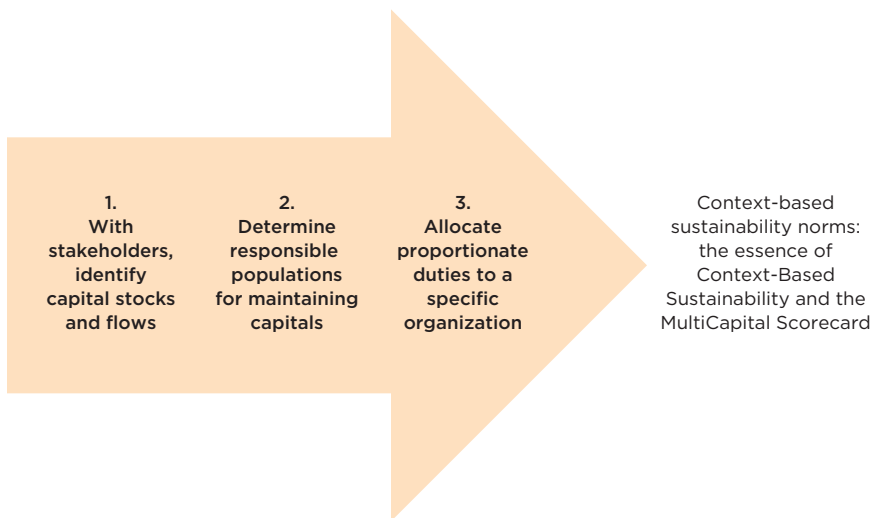 1.
With
stakeholders,
identify
capital stocks
and flows
2.
Determine
responsible
populations
for maintaining
capitals
3.
Allocate
proportionate
duties to a
specific
organization
Context-based
sustainability norms:
the essence of
Context-Based
Sustainability and the
MultiCapital Scorecard